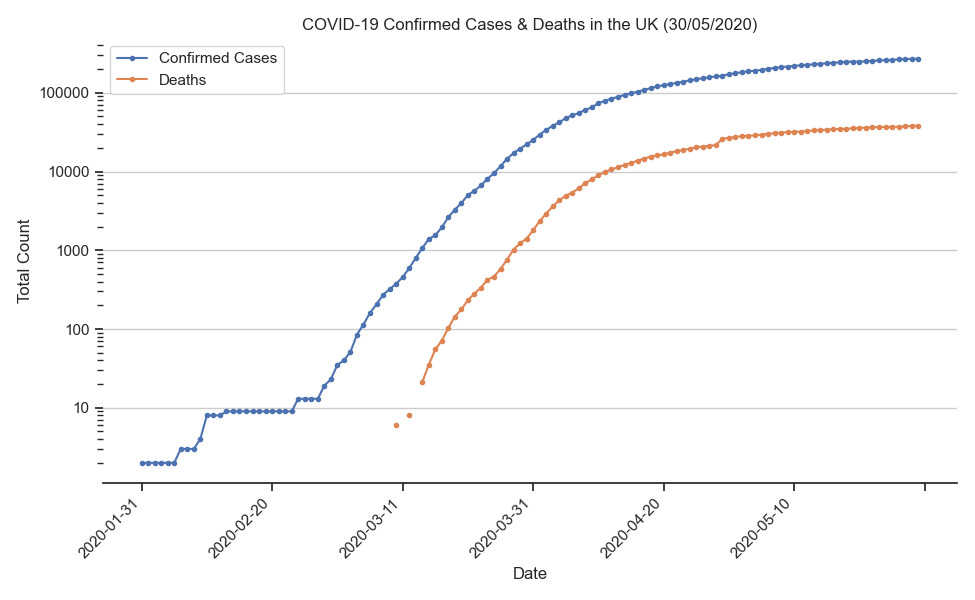 COVID-19 Confirmed Cases & Deaths in the UK (30/05/2020)
Confirmed Cases
Deaths
100000
10000
1000
100
10
Total Count
2020-01-31
2020-02-20
2020-03-11
2020-03-31
2020-04-20
2020-05-10
Date